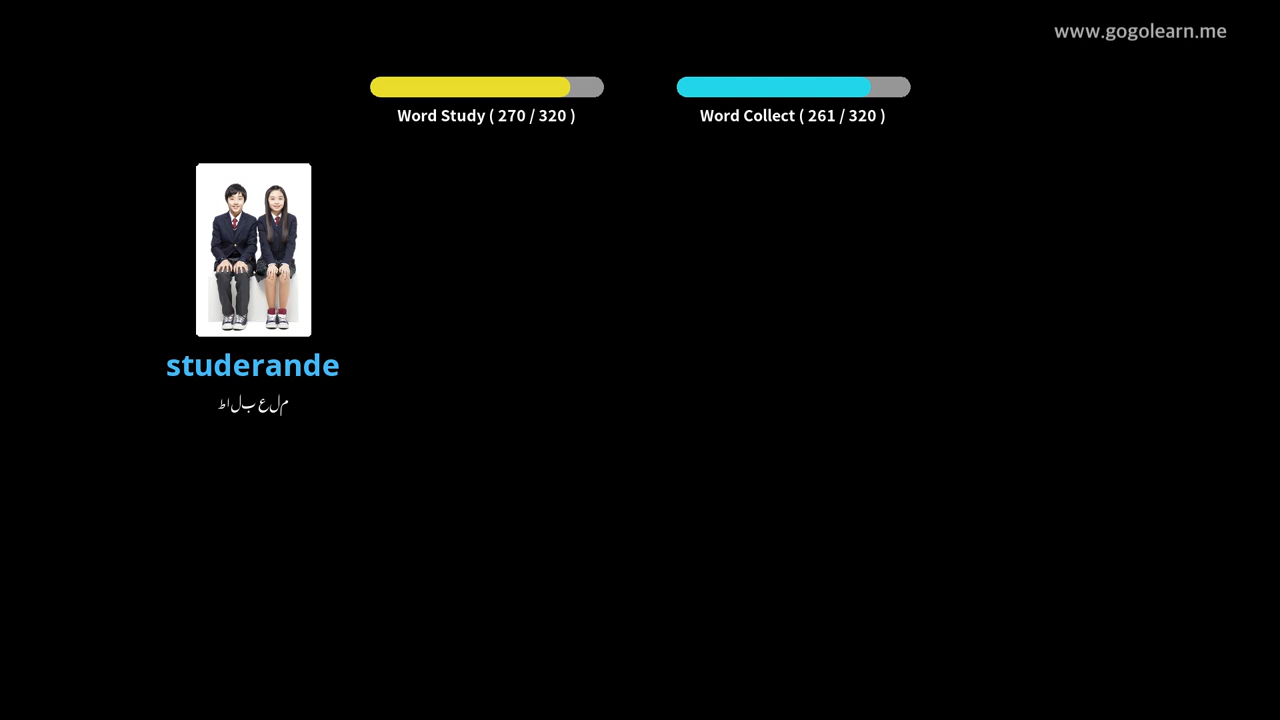 www.gogolearn.me
Word Study ( 270 / 320 )
Word Collect ( 261 / 320 )
studerande
طالب علم